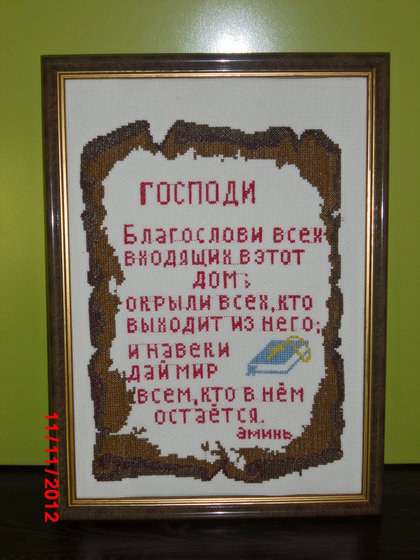 Господи
Благослови всех
входящих в этот
дом;
окрыли всех, кто
выходит из него;
и навеки
дай мир
всем, кто в нём
остаётся.
аминь
11/11/2012